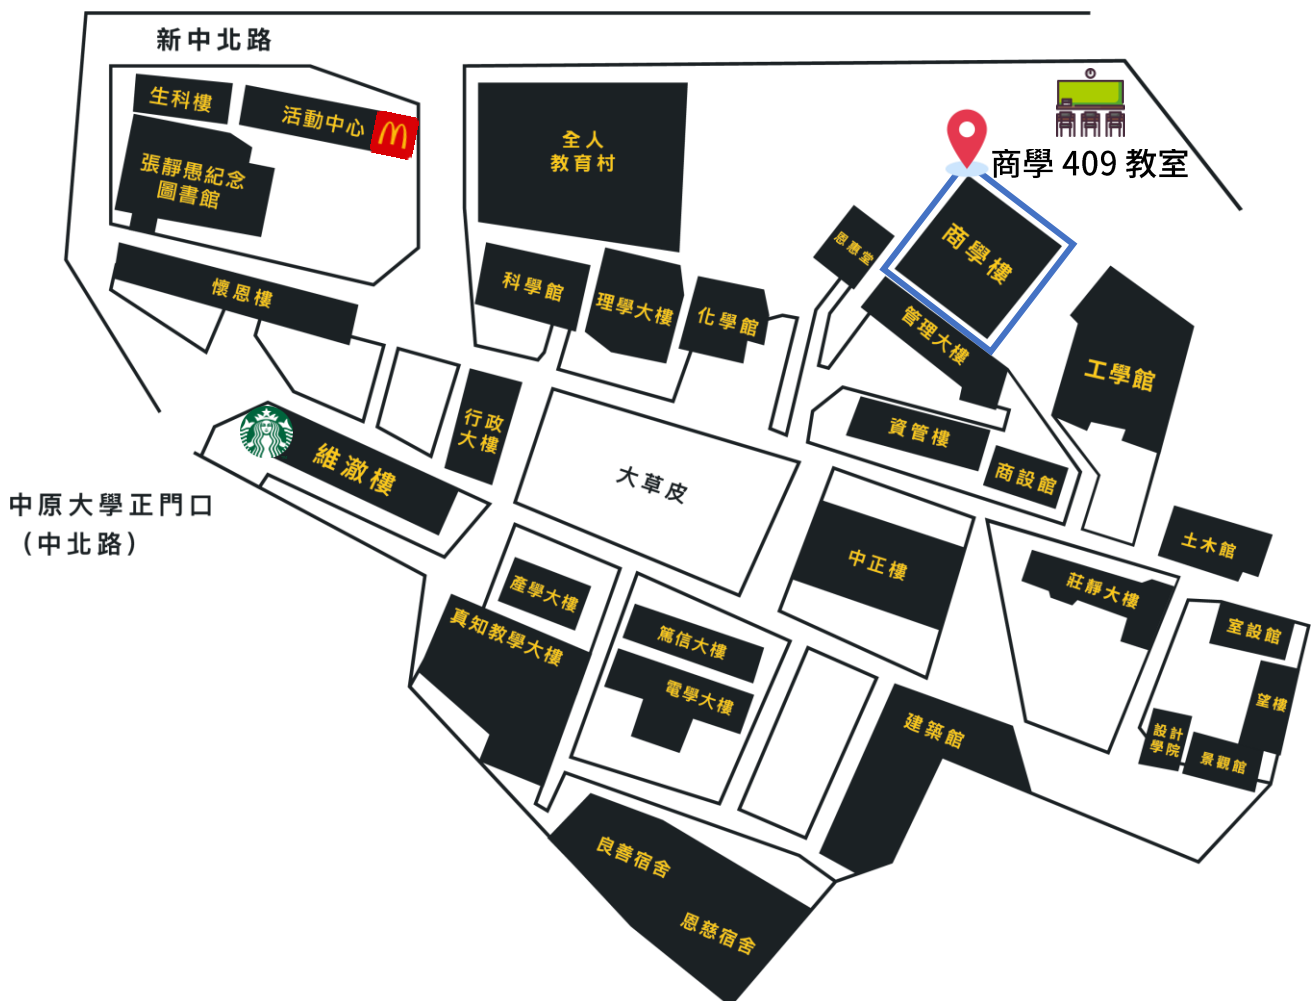 新中北路
生科樓
活動中心
張靜愚紀念
圖書館
懷恩樓
全人
教育村
商學 409 教室
商學樓
恩惠堂
科學館
理學大樓
化學館
管理大樓
工學館
行政
大樓
資管樓
商設館
維澈樓
大草皮
中原大學正門口
（中北路）
中正樓
土木館
莊靜大樓
產學大樓
真知教學大樓
篤信大樓
電學大樓
室設館
望樓
設計
學院
景觀館
建築館
良善宿舍
恩慈宿舍